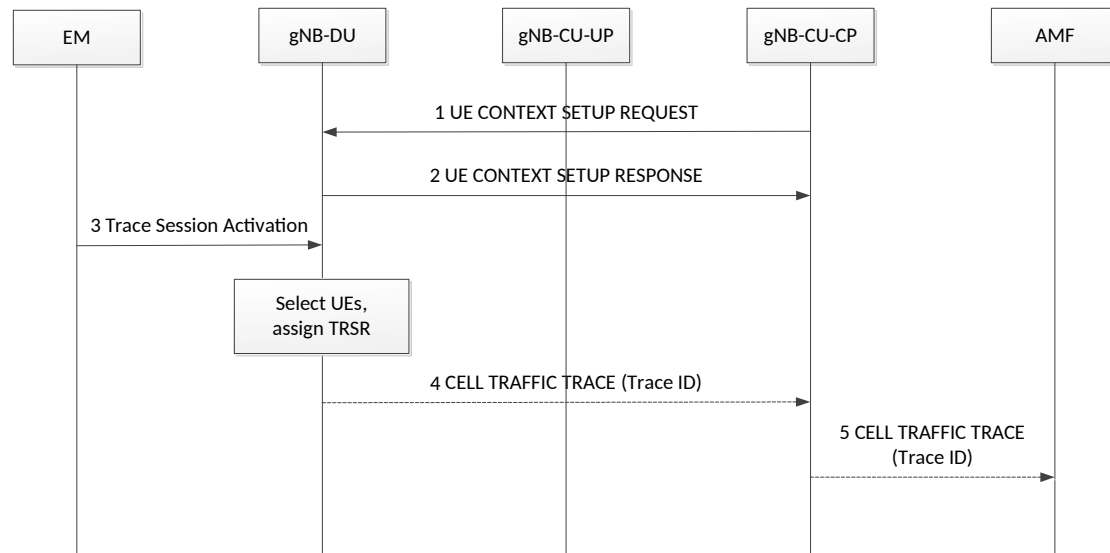 EM
gNB-DU
gNB-CU-UP
gNB-CU-CP
AMF
1 UE CONTEXT SETUP REQUEST
2 UE CONTEXT SETUP RESPONSE
3 Trace Session Activation
Select UEs,
assign TRSR
4 CELL TRAFFIC TRACE (Trace ID)
5 CELL TRAFFIC TRACE
(Trace ID)